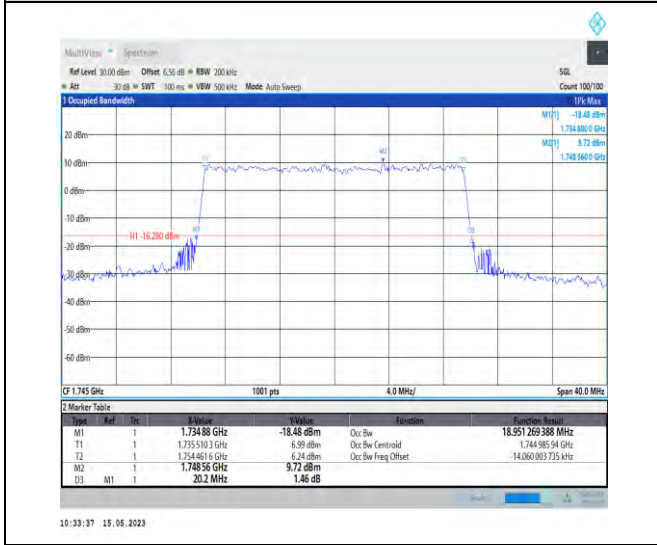 MultiView Spectrum
Ref Level 30.00 dBm Offset 6.56 dB RBW 200 kHz SGL
Att 30 dB SWT 100 ms VBW 500 kHz Mode Auto Sweep Count 100/100
1 Occupied Bandwidth 1Pk Max
M1[1] -18.48 dBm
1.734 880 0 GHz
M2[1] 9.72 dBm
1.748 560 0 GHz
20 dBm
M2
10 dBm
0 dBm
-10 dBm
H1 -16.280 dBm
-30 dBm
-40 dBm
-50 dBm
-60 dBm
CF 1.745 GHz 1001 pts 4.0 MHz/ Span 40.0 MHz
2 Marker Table
Type Ref Trc X-Value Y-Value Function Function Result
M1 1 1.734 88 GHz -18.48 dBm Occ Bw 18.951 269 388 MHz
T1 1 1.735 510 3 GHz 6.99 dBm Occ Bw Centroid 1.744 985 94 GHz
T2 1 1.754 461 6 GHz 6.24 dBm Occ Bw Freq Offset -14.060 003 735 kHz
M2 1 1.748 56 GHz 9.72 dBm
D3 M1 1 20.2 MHz 1.46 dB
10:33:37 15.05.2023